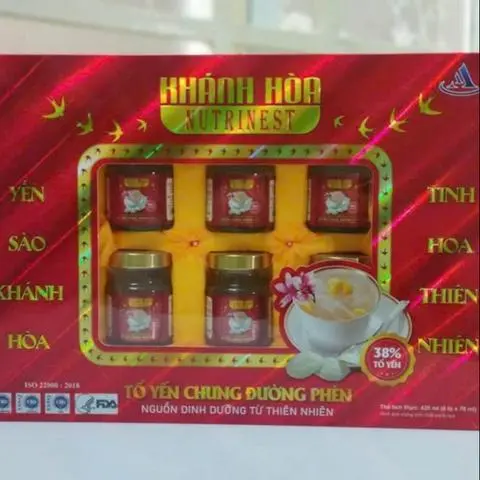 KHÁNH HÒA
NUTRINEST
YẾN
SÀO
KHÁNH
HÒA
TINH
HOA
THIÊN
NHIÊN
38%
TỔ YẾN
ISO 22000 : 2018
FDA
TỔ YẾN CHƯNG ĐƯỜNG PHÈN
NGUỒN DINH DƯỠNG TỪ THIÊN NHIÊN